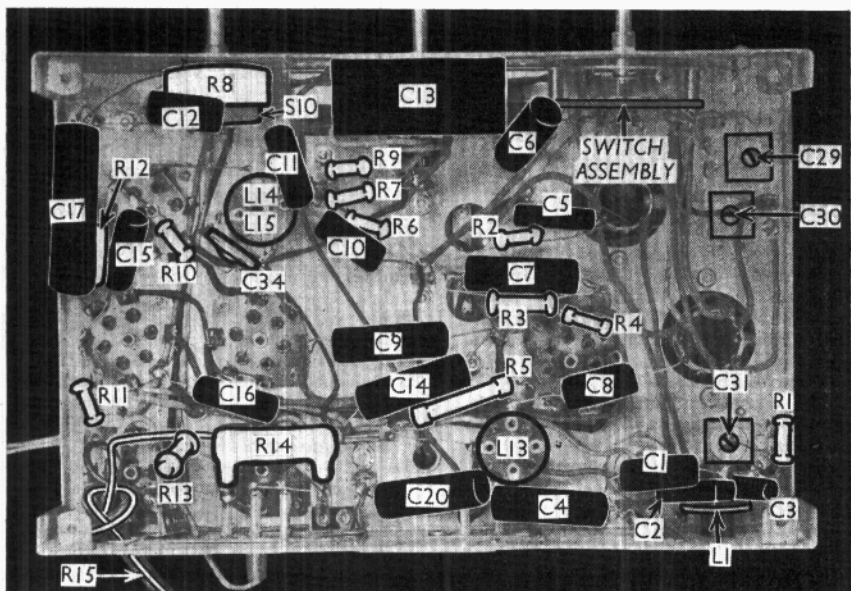 R8
C12
S10
C13
C6
SWITCH
ASSEMBLY
C29
R12
C11
R9
R7
R6
C17
L14
L15
C30
C5
R2
C15
R10
C34
C10
C7
R3
R4
C9
R5
C14
C8
C16
R11
C31
R1
R14
L13
R13
C1
C20
C4
C2
C3
L1
R15